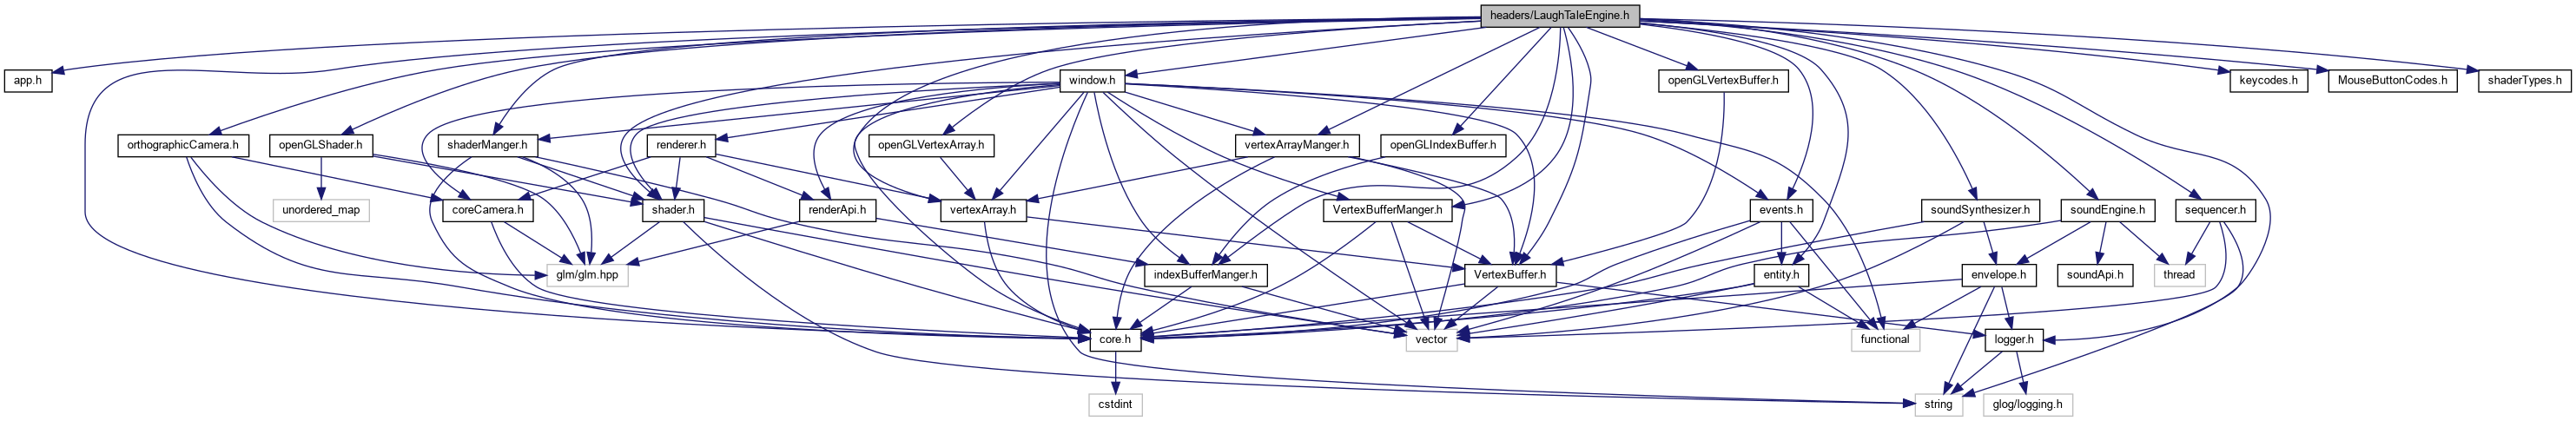 headers/LaughTaleEngine.h
app.h
window.h
openGLVertexBuffer.h
keycodes.h
MouseButtonCodes.h
shaderTypes.h
orthographicCamera.h
openGLShader.h
shaderManger.h
renderer.h
openGLVertexArray.h
vertexArrayManger.h
openGLIndexBuffer.h
unordered_map
coreCamera.h
shader.h
renderApi.h
vertexArray.h
VertexBufferManger.h
events.h
soundSynthesizer.h
soundEngine.h
sequencer.h
glm/glm.hpp
indexBufferManger.h
VertexBuffer.h
entity.h
envelope.h
soundApi.h
thread
core.h
vector
functional
logger.h
cstdint
string
glog/logging.h